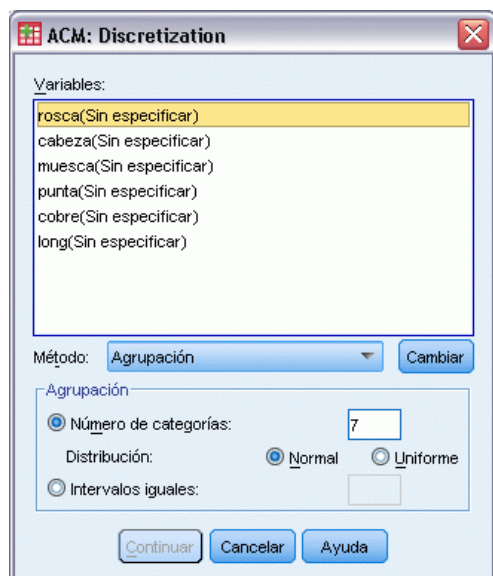 ACM: Discretization
Variables:
rosca(Sin especificar)
cabeza(Sin especificar)
muesca(Sin especificar)
punta(Sin especificar)
cobre(Sin especificar)
long(Sin especificar)
Método: Agrupación Cambiar
Agrupación
Número de categorías: 7
Distribución: Normal Uniforme
Intervalos iguales:
Continuar Cancelar Ayuda